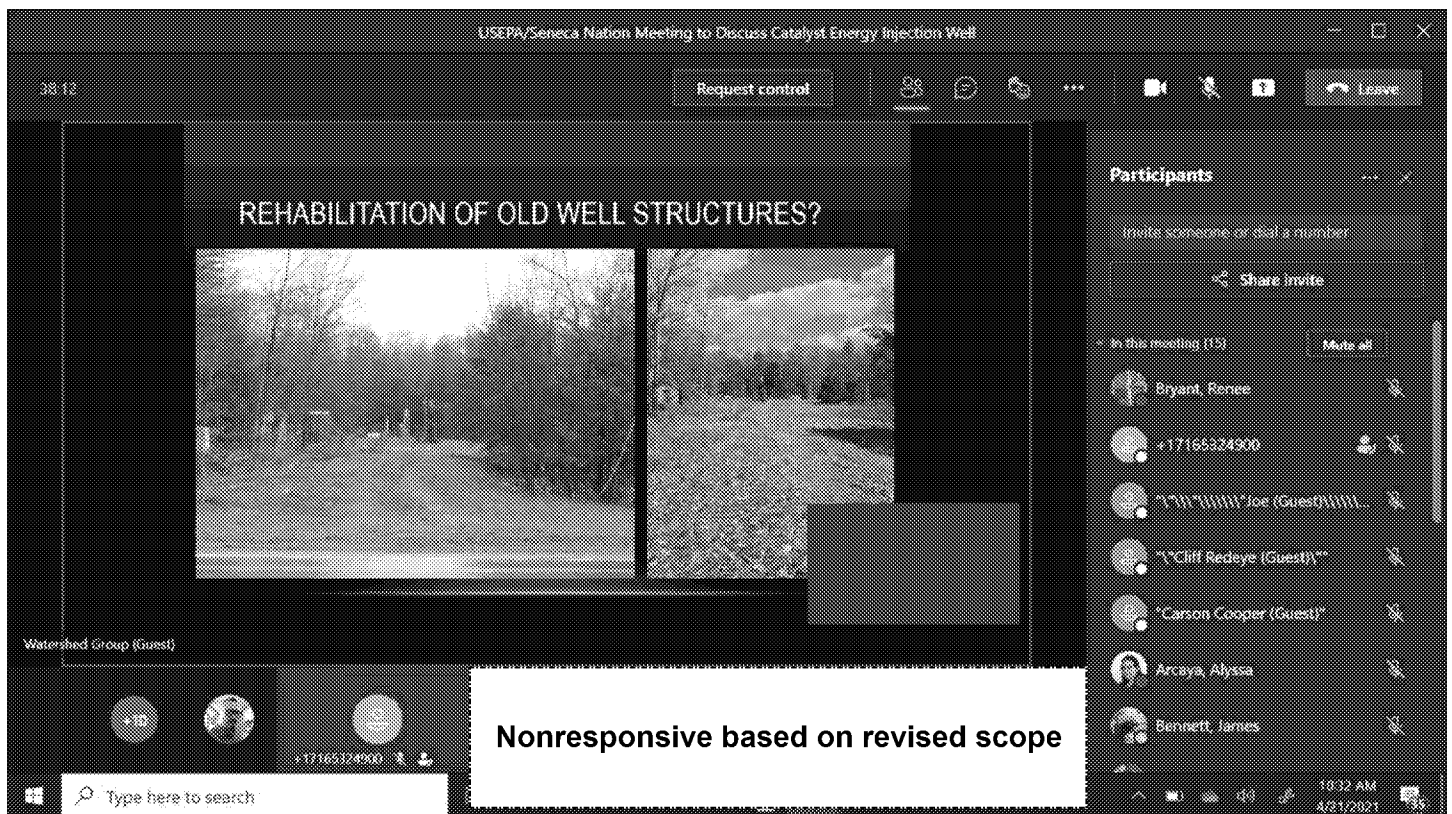 USEPA/Seneca Nation Meeting to Discuss Catalyst Energy Injection Well
38:12
Request control
Leave
REHABILITATION OF OLD WELL STRUCTURES?
Watershed Group (Guest)
+10
+17165324900
Participants
Invite someone or dial a number
Share invite
In this meeting (15)
Mute all
Bryant, Renee
+17165324900
"\"\\\"\\\\\\\"Joe (Guest)\\\\\\\...
"\"Cliff Redeye (Guest)\""
"Carson Cooper (Guest)"
Arcaya, Alyssa
Bennett, James
Nonresponsive based on revised scope
Type here to search
10:32 AM
4/21/2021